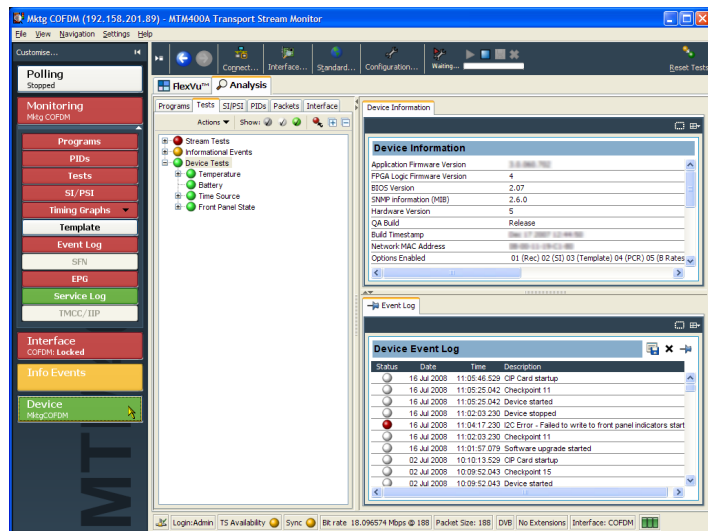 Mktg COFDM (192.158.201.89) - MTM400A Transport Stream Monitor
File View Navigation Settings Help
Customise...
Polling
Stopped
Monitoring
Mktg COFDM
Programs
PIDs
Tests
SI/PSI
Timing Graphs
Template
Event Log
SFN
EPG
Service Log
TMCC/IIP
Interface
COFDM: Locked
Info Events
Device
MktgCOFDM
Connect... Interface... Standard... Configuration... Waiting... Reset Tests
FlexVu™ Analysis
Programs Tests SI/PSI PIDs Packets Interface
Actions Show:
Stream Tests
Informational Events
Device Tests
Temperature
Battery
Time Source
Front Panel State
Device Information
Device Information
Application Firmware Version
FPGA Logic Firmware Version 4
BIOS Version 2.07
SNMP information (MIB) 2.6.0
Hardware Version 5
QA Build Release
Build Timestamp
Network MAC Address
Options Enabled 01 (Rec) 02 (SI) 03 (Template) 04 (PCR) 05 (B Rates
Event Log
Device Event Log
Status Date Time Description
16 Jul 2008 11:05:46.529 CIP Card startup
16 Jul 2008 11:05:25.042 Checkpoint 11
16 Jul 2008 11:05:25.042 Device started
16 Jul 2008 11:02:03.230 Device stopped
16 Jul 2008 11:04:17.230 I2C Error - Failed to write to front panel indicators start
16 Jul 2008 11:02:03.230 Checkpoint 11
16 Jul 2008 11:01:57.079 Software upgrade started
02 Jul 2008 10:10:13.529 CIP Card startup
02 Jul 2008 10:09:52.043 Checkpoint 15
02 Jul 2008 10:09:52.043 Device started
Login:Admin TS Availability Sync Bit rate 18.096574 Mbps @ 188 Packet Size: 188 DVB No Extensions Interface: COFDM